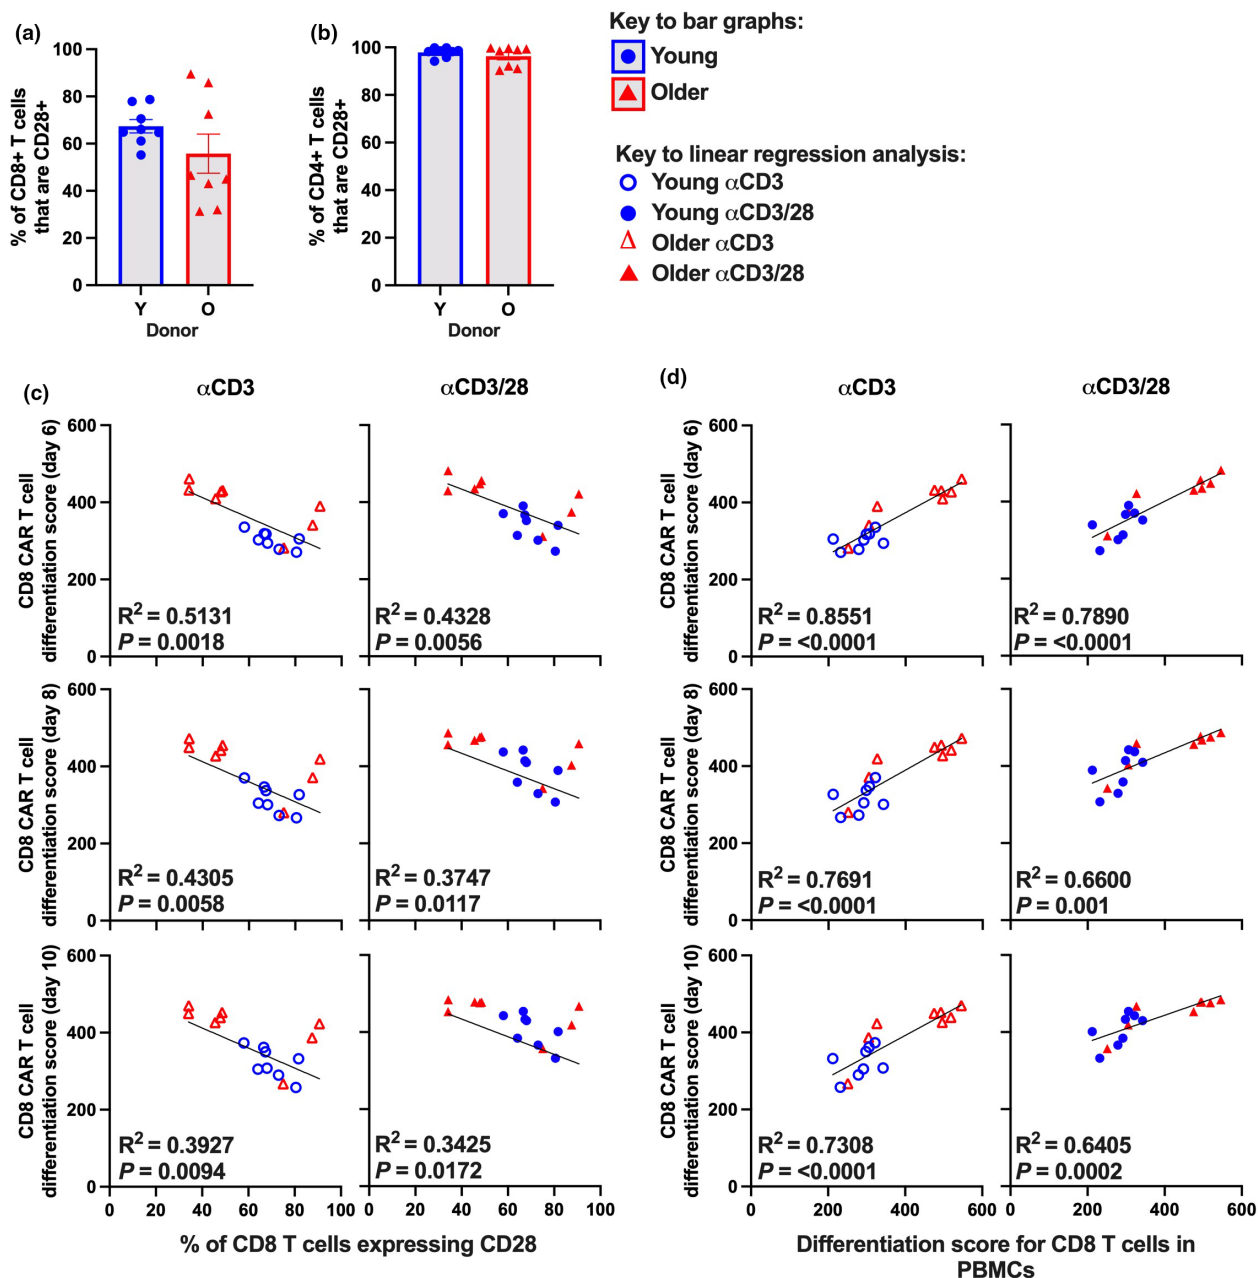 (a)
% of CD8+ T cells
that are CD28+
100
80
60
40
20
0
Y
O
Donor
(b)
% of CD4+ T cells
that are CD28+
100
80
60
40
20
0
Y
O
Donor
Key to bar graphs:
Young
Older
Key to linear regression analysis:
Young αCD3
Young αCD3/28
Older αCD3
Older αCD3/28
(c)
αCD3
αCD3/28
CD8 CAR T cell
differentiation score (day 6)
600
400
200
0
R² = 0.5131
P = 0.0018
R² = 0.4328
P = 0.0056
CD8 CAR T cell
differentiation score (day 8)
600
400
200
0
R² = 0.4305
P = 0.0058
R² = 0.3747
P = 0.0117
CD8 CAR T cell
differentiation score (day 10)
600
400
200
0
R² = 0.3927
P = 0.0094
R² = 0.3425
P = 0.0172
0 20 40 60 80 100 0 20 40 60 80 100
% of CD8 T cells expressing CD28
(d)
αCD3
αCD3/28
CD8 CAR T cell
differentiation score (day 6)
600
400
200
0
R² = 0.8551
P = <0.0001
R² = 0.7890
P = <0.0001
CD8 CAR T cell
differentiation score (day 8)
600
400
200
0
R² = 0.7691
P = <0.0001
R² = 0.6600
P = 0.001
CD8 CAR T cell
differentiation score (day 10)
600
400
200
0
R² = 0.7308
P = <0.0001
R² = 0.6405
P = 0.0002
0 200 400 600 0 200 400 600
Differentiation score for CD8 T cells in
PBMCs